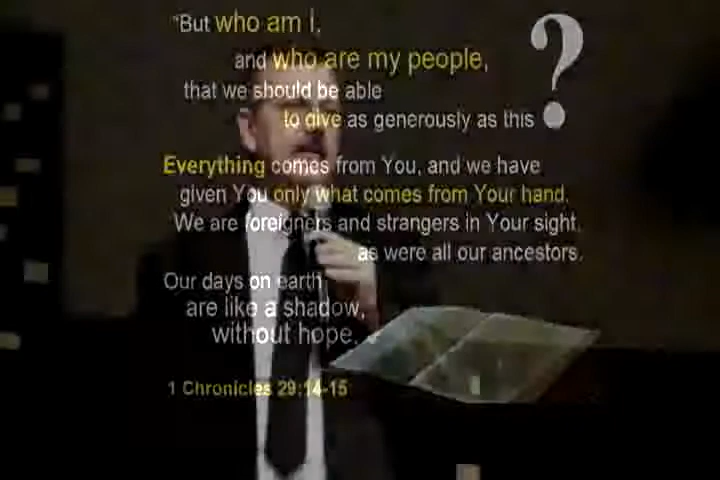 "But who am I,
and who are my people,
that we should be able
to give as generously as this ?
Everything comes from You, and we have
given You only what comes from Your hand.
We are foreigners and strangers in Your sight,
as were all our ancestors.
Our days on earth
are like a shadow,
without hope.
1 Chronicles 29:14-15